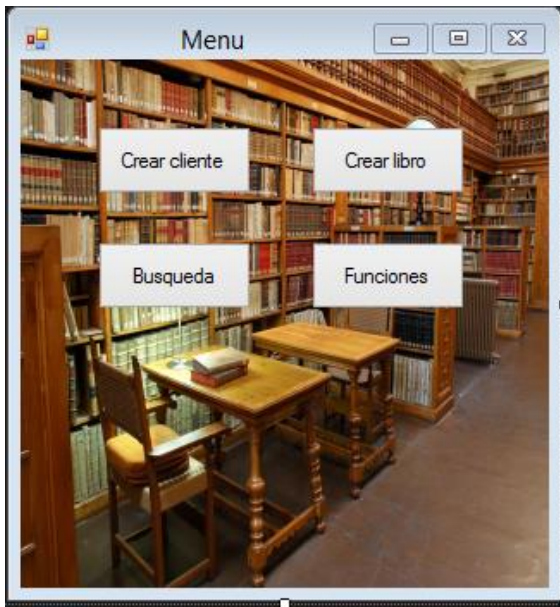 Menu
Crear cliente
Crear libro
Busqueda
Funciones